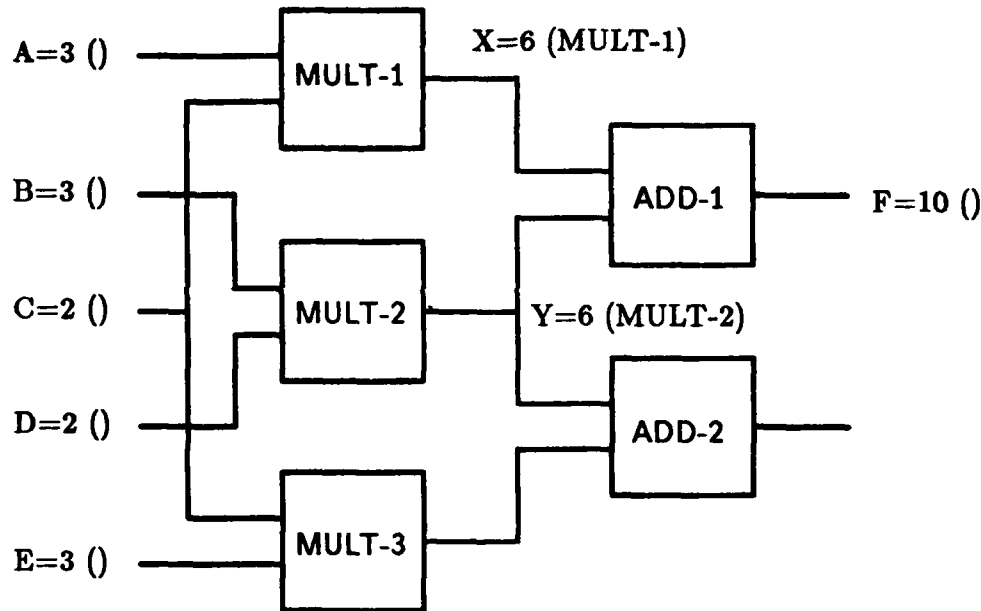 A=3 ()
MULT-1
X=6 (MULT-1)
B=3 ()
ADD-1
F=10 ()
C=2 ()
MULT-2
Y=6 (MULT-2)
D=2 ()
ADD-2
MULT-3
E=3 ()